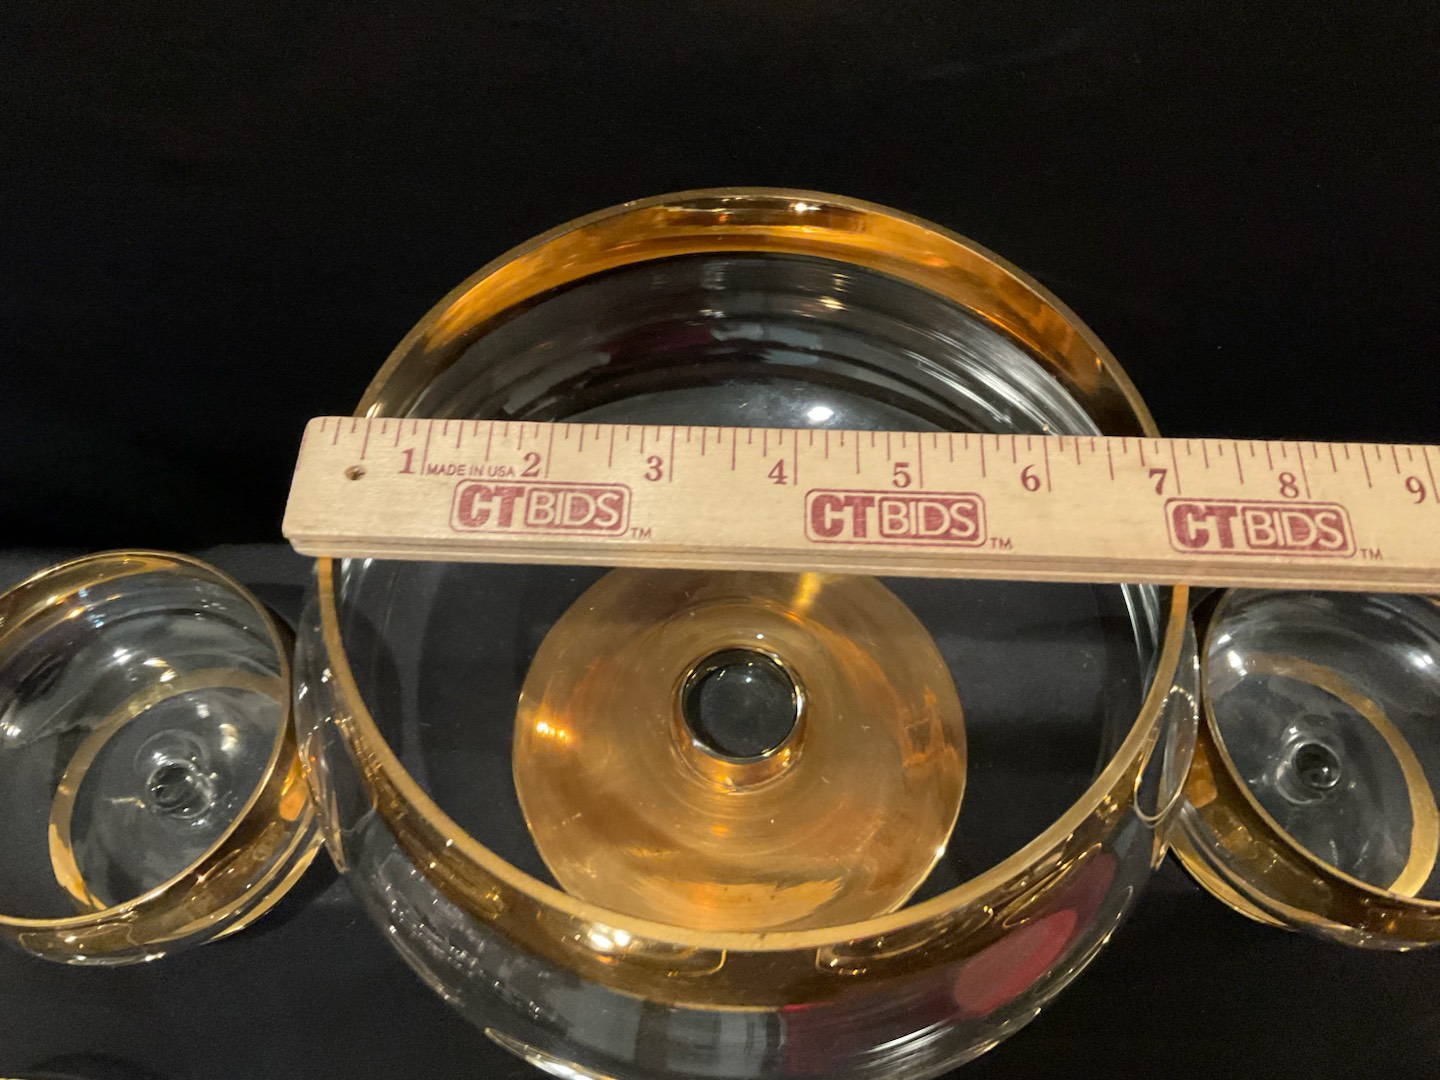 1 2 3 4 5 6 7 8 9
MADE IN USA
CTBIDS™ CTBIDS™ CTBIDS™